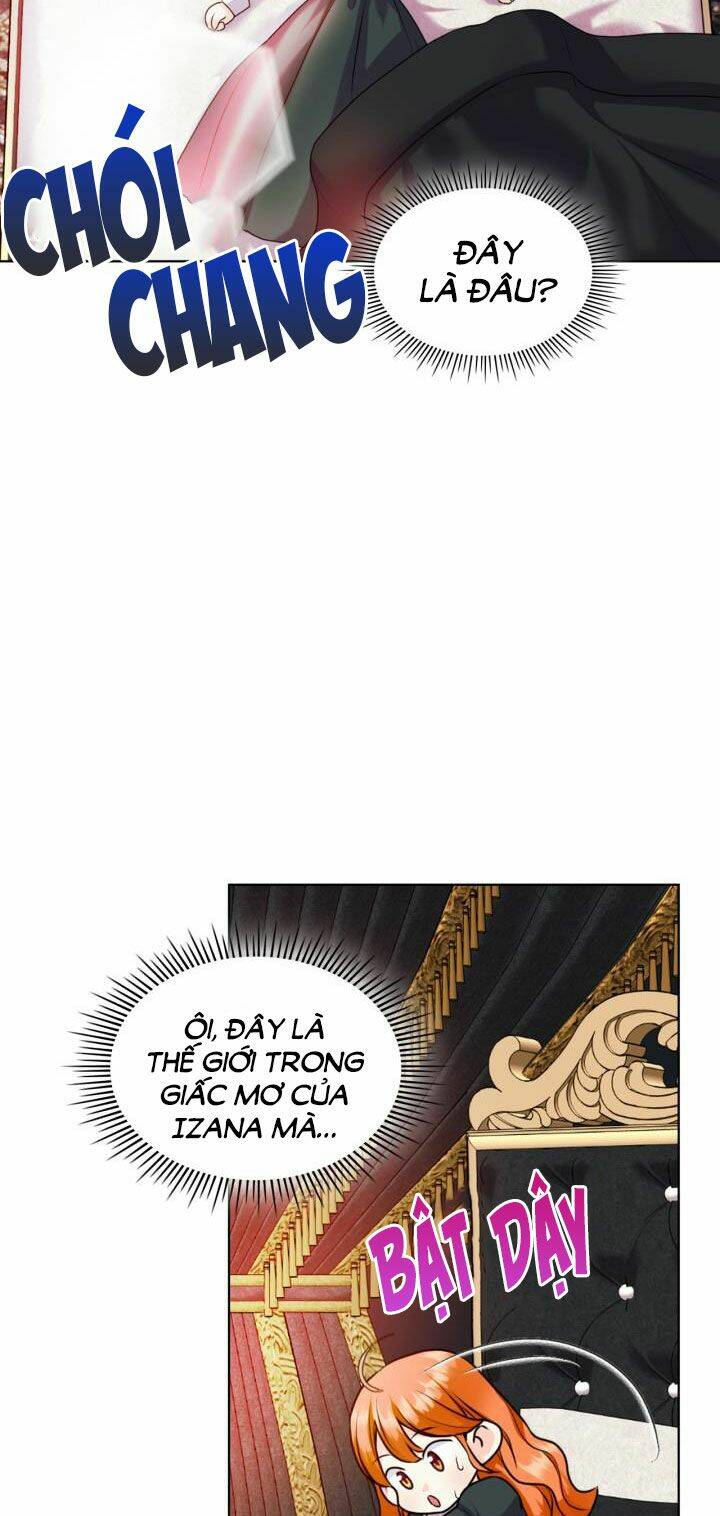 CHÓI
CHANG
ĐÂY
LÀ ĐÂU?
ÔI, ĐÂY LÀ
THẾ GIỚI TRONG
GIẤC MƠ CỦA
IZANA MÀ...
BẬT DẬY